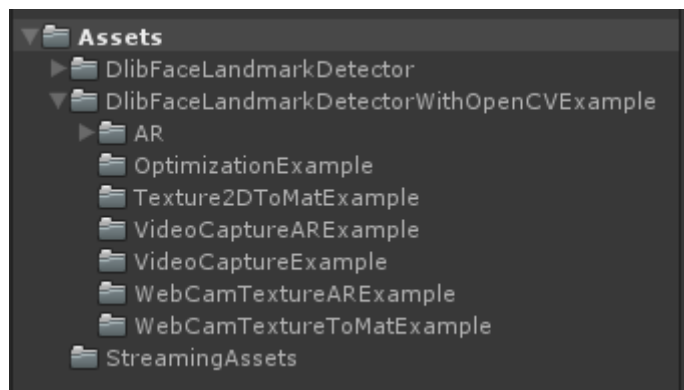 Assets
DlibFaceLandmarkDetector
DlibFaceLandmarkDetectorWithOpenCVExample
AR
OptimizationExample
Texture2DToMatExample
VideoCaptureARExample
VideoCaptureExample
WebCamTextureARExample
WebCamTextureToMatExample
StreamingAssets